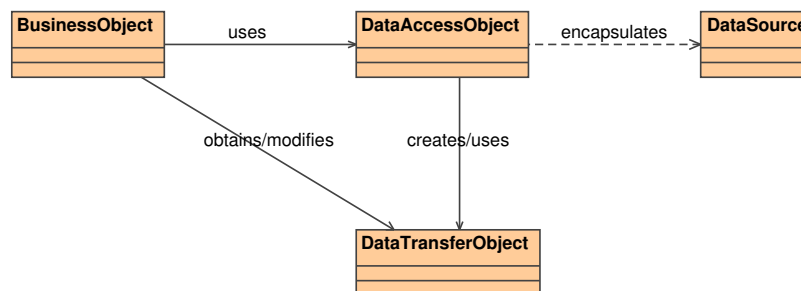 BusinessObject
uses
DataAccessObject
encapsulates
DataSource
obtains/modifies
creates/uses
DataTransferObject